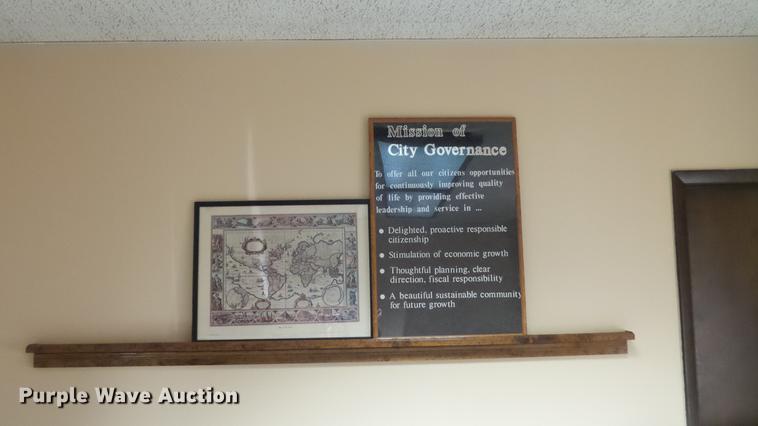 Mission of
City Governance
To offer all our citizens opportunities
for continuously improving quality
of life by providing effective
leadership and service in ...
● Delighted, proactive responsible
citizenship
● Stimulation of economic growth
● Thoughtful planning, clear
direction, fiscal responsibility
● A beautiful sustainable community
for future growth
Purple Wave Auction